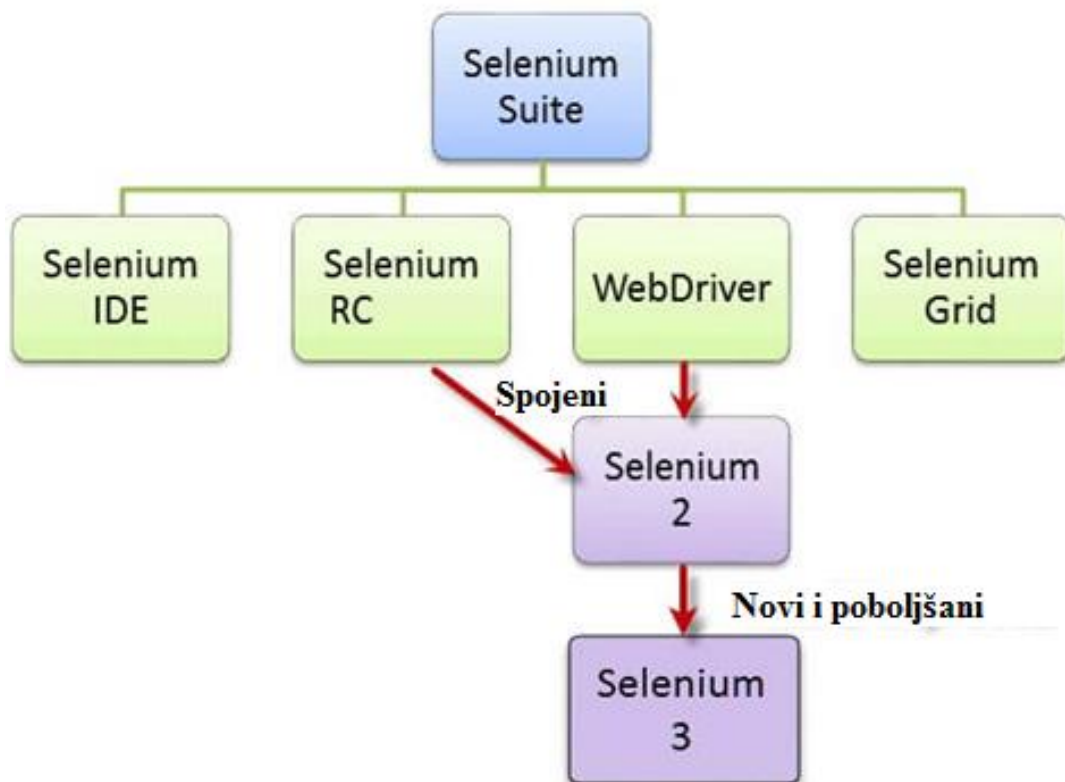 Selenium
Suite
Selenium
IDE
Selenium
RC
WebDriver
Selenium
Grid
Spojeni
Selenium
2
Novi i poboljšani
Selenium
3